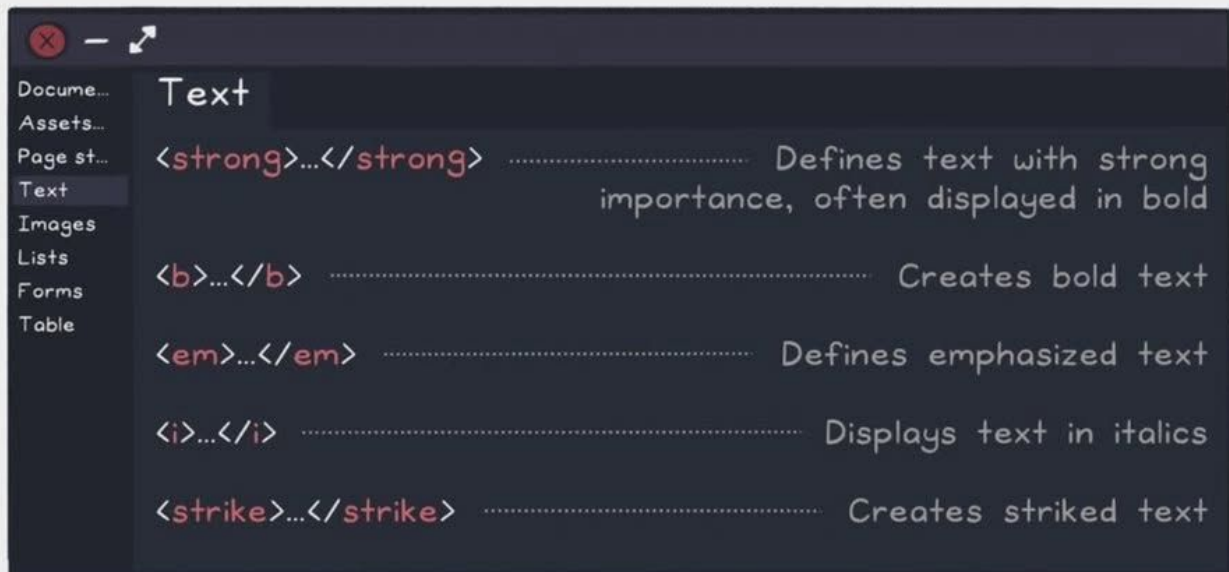 Docume...
Assets...
Page st...
Text
Images
Lists
Forms
Table
Text
<strong>...</strong> Defines text with strong
importance, often displayed in bold
<b>...</b> Creates bold text
<em>...</em> Defines emphasized text
<i>...</i> Displays text in italics
<strike>...</strike> Creates striked text